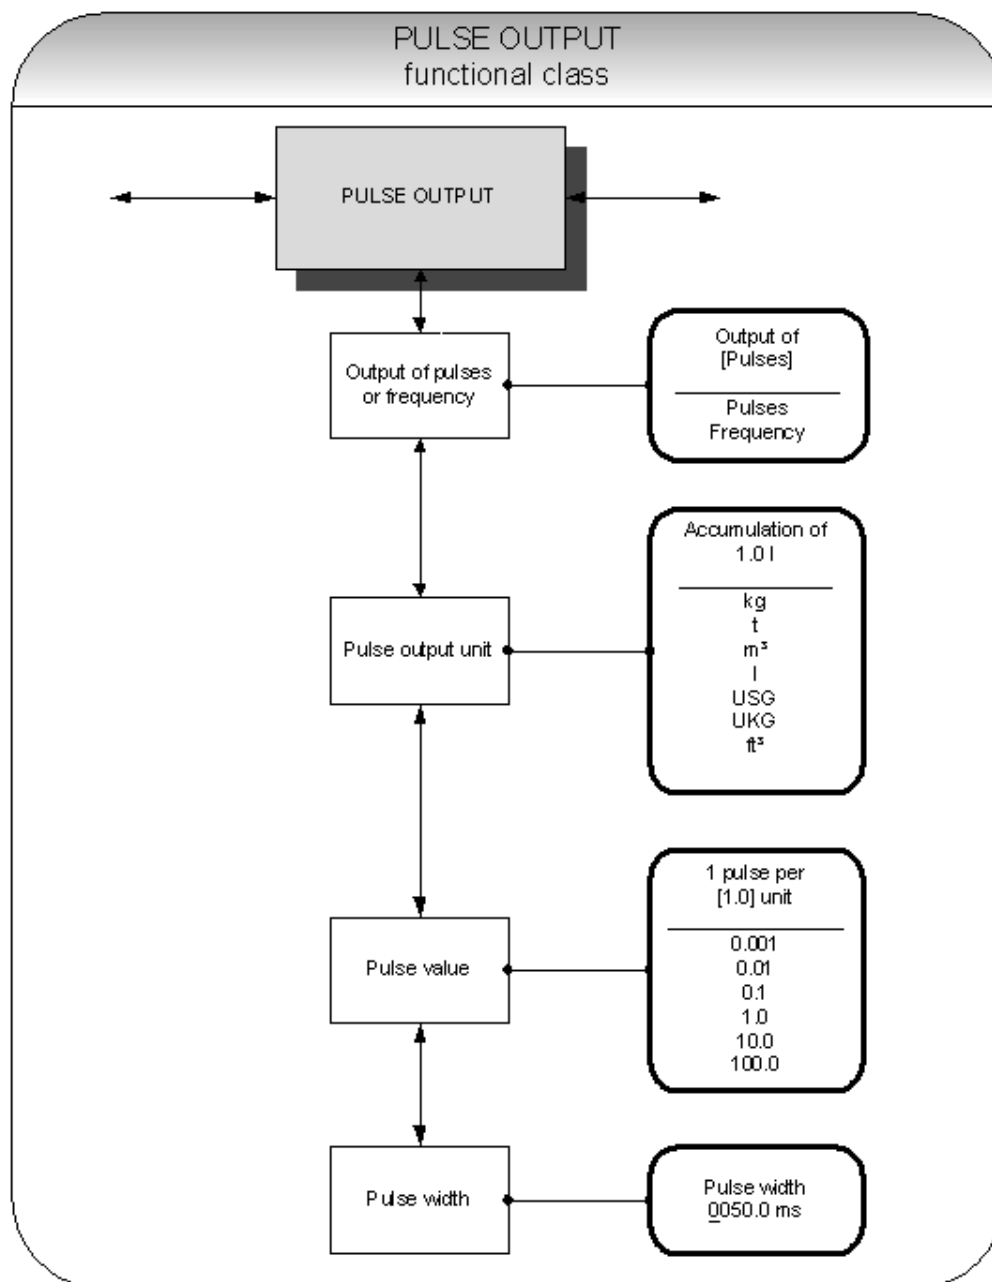 PULSE OUTPUT
functional class
PULSE OUTPUT
Output of pulses
or frequency
Output of
[Pulses]
Pulses
Frequency
Pulse output unit
Accumulation of
1.0 l
kg
t
m³
l
USG
UKG
ft³
Pulse value
1 pulse per
[1.0] unit
0.001
0.01
0.1
1.0
10.0
100.0
Pulse width
Pulse width
0050.0 ms